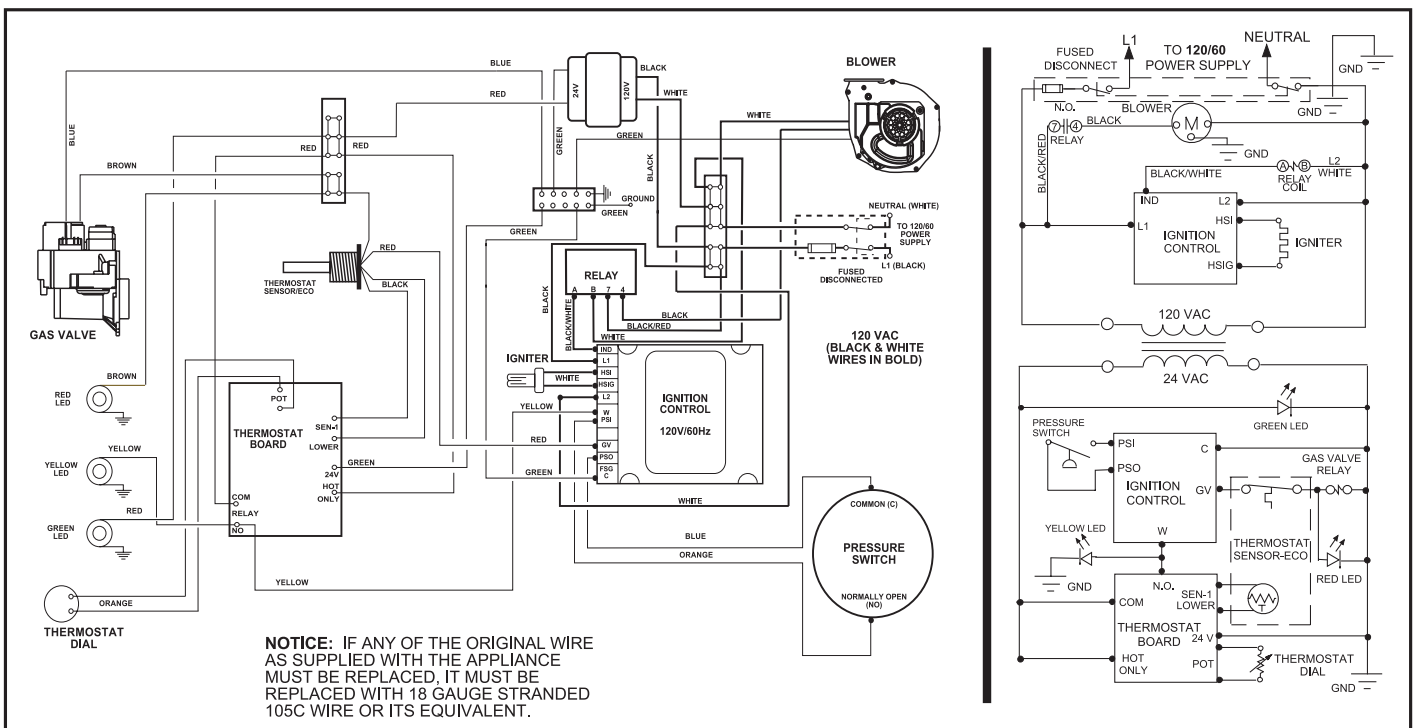 BLUE
RED
BLUE
BROWN
GAS VALVE
RED
RED
24V
120V
BLACK
WHITE
GREEN
GREEN
BLACK
WHITE
BLOWER
GROUND
GREEN
GREEN
RED
BLACK
THERMOSTAT
SENSOR/ECO
NEUTRAL (WHITE)
TO 120/60
POWER
SUPPLY
L1 (BLACK)
FUSED
DISCONNECTED
RELAY
A B 7 4
BLACK
BLACK/WHITE
BLACK
BLACK/RED
WHITE
120 VAC
(BLACK & WHITE
WIRES IN BOLD)
IGNITER
WHITE
IND
L1
HSI
HSIG
L2
W
PSI
GV
PSO
FSG
C
IGNITION
CONTROL
120V/60Hz
YELLOW
RED
GREEN
WHITE
BROWN
RED
LED
YELLOW
YELLOW
LED
RED
GREEN
LED
ORANGE
THERMOSTAT
DIAL
POT
THERMOSTAT
BOARD
SEN-1
LOWER
24V
HOT
ONLY
COM
RELAY
NO
GREEN
YELLOW
BLUE
ORANGE
COMMON (C)
PRESSURE
SWITCH
NORMALLY OPEN
(NO)
NOTICE: IF ANY OF THE ORIGINAL WIRE
AS SUPPLIED WITH THE APPLIANCE
MUST BE REPLACED, IT MUST BE
REPLACED WITH 18 GAUGE STRANDED
105C WIRE OR ITS EQUIVALENT.
FUSED
DISCONNECT
L1
TO 120/60
POWER SUPPLY
NEUTRAL
GND
GND
N.O.
BLOWER
7 4
BLACK
RELAY
M
GND
BLACK/RED
BLACK/WHITE
A B
RELAY
COIL
L2
WHITE
IND
L2
L1
HSI
IGNITION
CONTROL
HSIG
IGNITER
120 VAC
24 VAC
GREEN LED
PRESSURE
SWITCH
PSI
C
PSO
IGNITION
CONTROL
GV
W
GAS VALVE
RELAY
YELLOW LED
GND
THERMOSTAT
SENSOR-ECO
RED LED
N.O.
COM
SEN-1
LOWER
T
THERMOSTAT
BOARD
24 V
HOT
ONLY
POT
THERMOSTAT
DIAL
GND